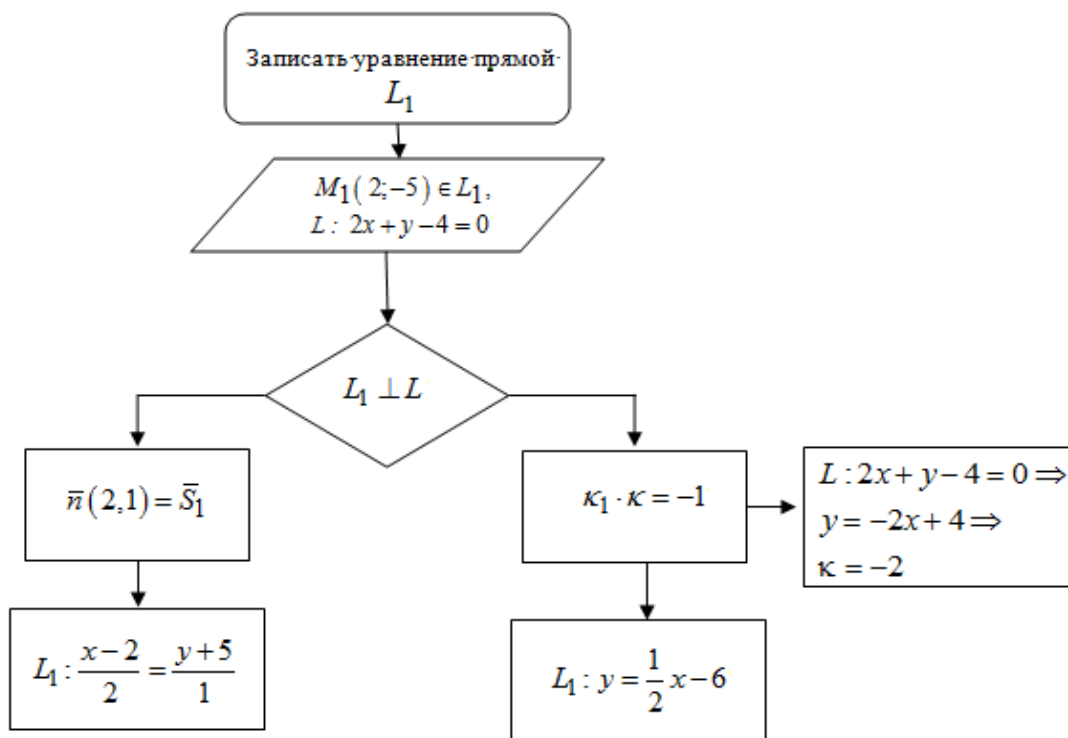 Записать уравнение прямой
L₁
M₁(2;−5)∈L₁,
L: 2x+y−4=0
L₁⊥L
n̅(2,1)=S̅₁
κ₁·κ=−1
L:2x+y−4=0⇒
y=−2x+4⇒
κ=−2
L₁: (x−2)/2=(y+5)/1
L₁: y=1/2 x−6